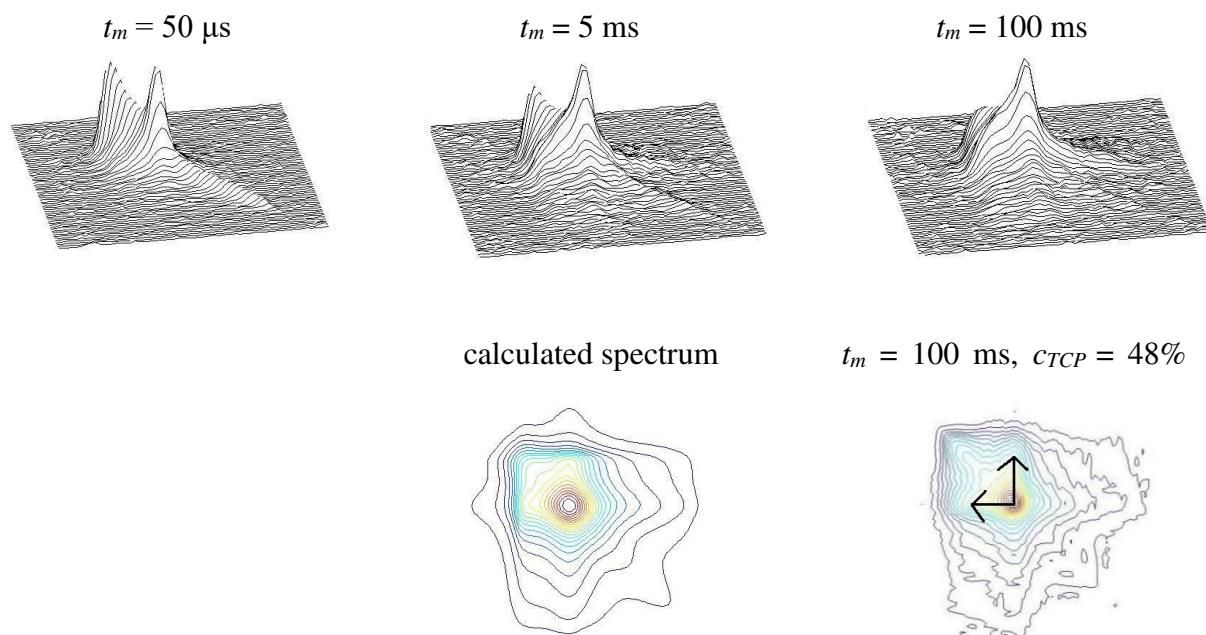 t_m = 50 μs t_m = 5 ms t_m = 100 ms
calculated spectrum t_m = 100 ms, c_TCP = 48%